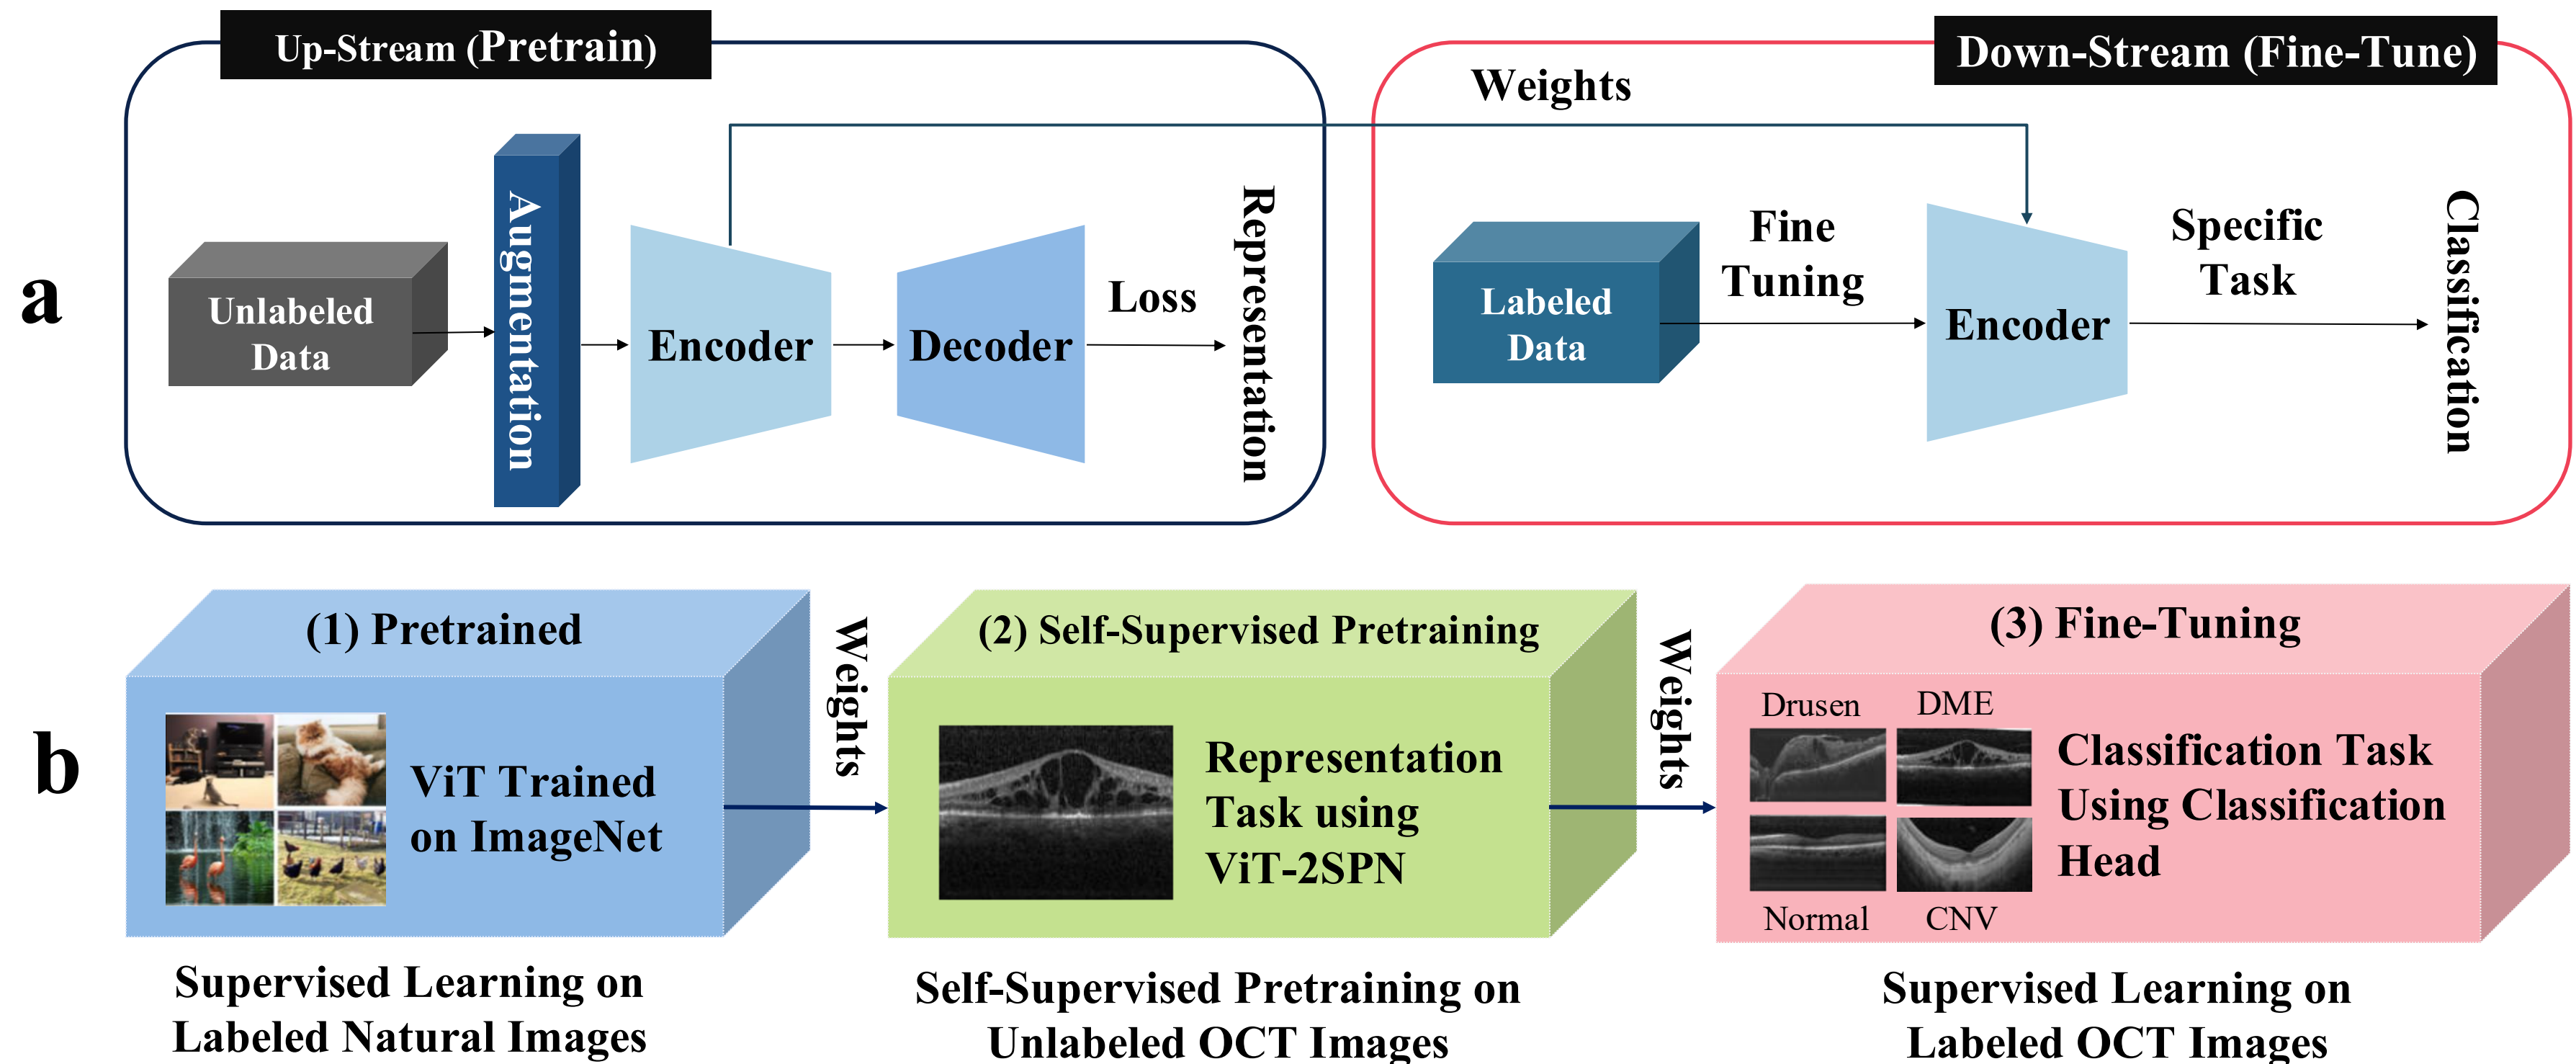 a
Up-Stream (Pretrain)
Unlabeled
Data
Augmentation
Encoder
Decoder
Loss
Representation
Weights
Down-Stream (Fine-Tune)
Labeled
Data
Fine
Tuning
Encoder
Specific
Task
Classification
b
(1) Pretrained
ViT Trained
on ImageNet
Supervised Learning on
Labeled Natural Images
Weights
(2) Self-Supervised Pretraining
Representation
Task using
ViT-2SPN
Self-Supervised Pretraining on
Unlabeled OCT Images
Weights
(3) Fine-Tuning
Drusen
DME
Normal
CNV
Classification Task
Using Classification
Head
Supervised Learning on
Labeled OCT Images